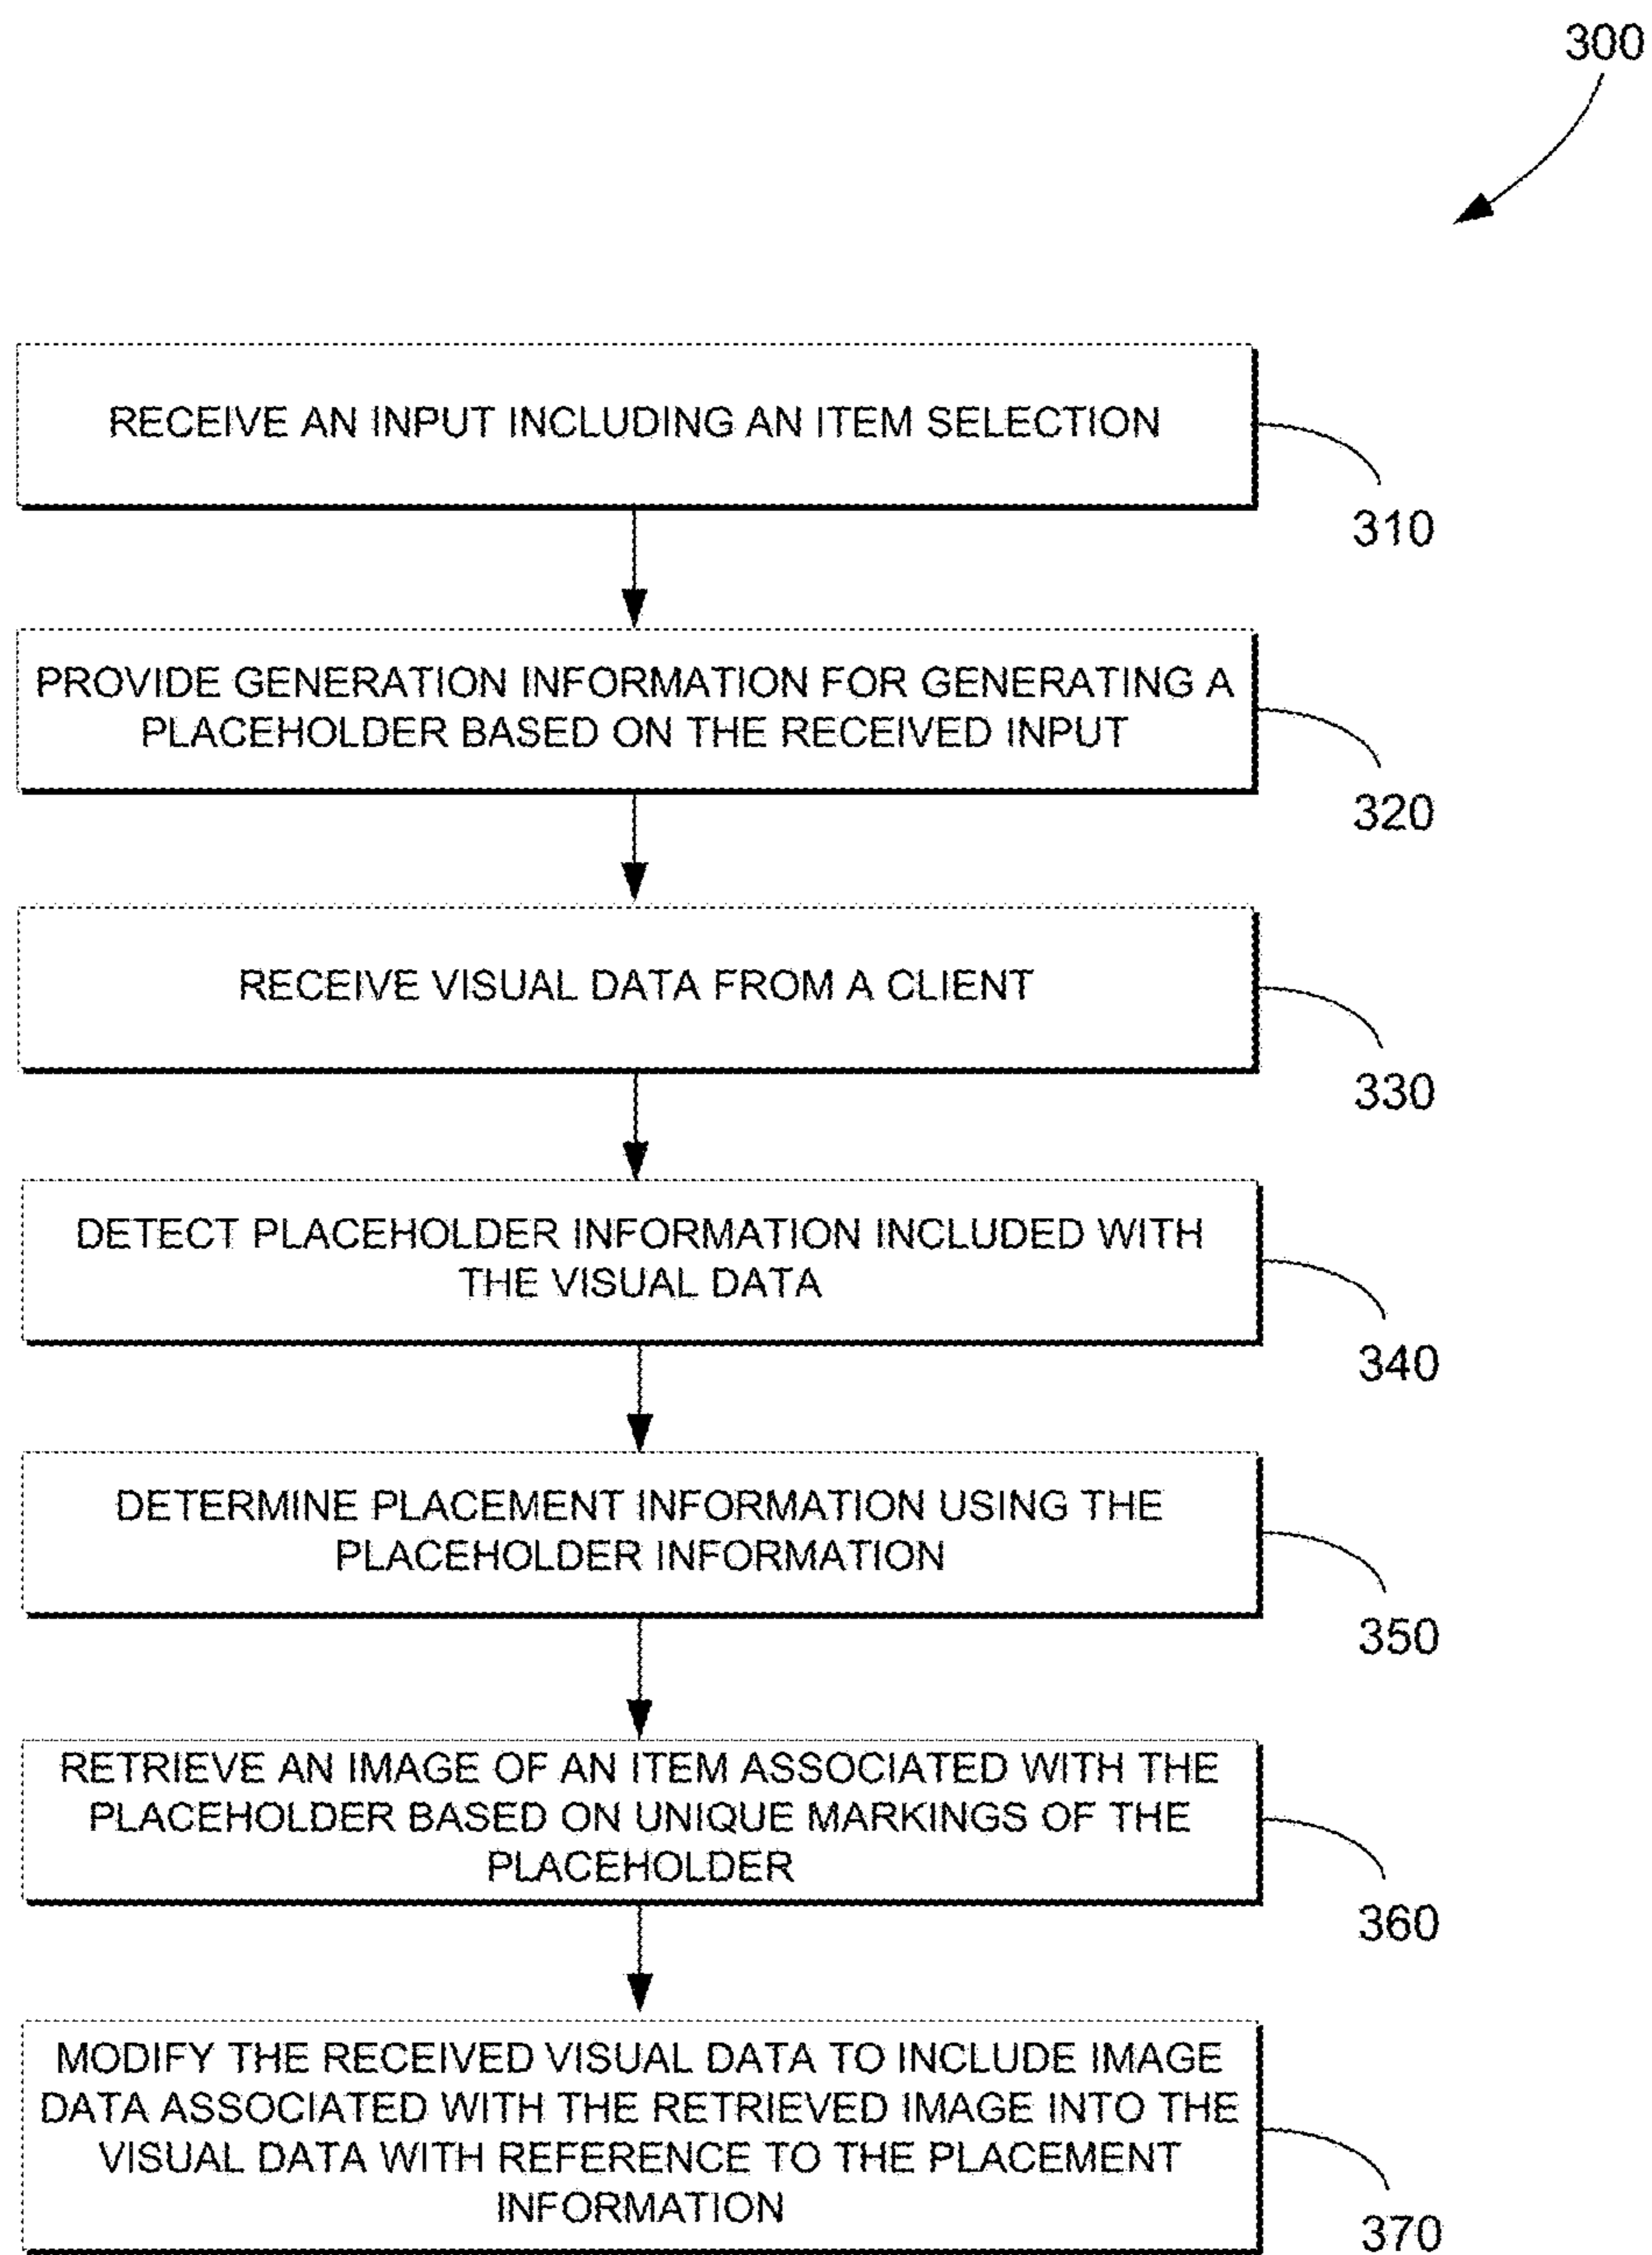 300
RECEIVE AN INPUT INCLUDING AN ITEM SELECTION
310
PROVIDE GENERATION INFORMATION FOR GENERATING A
PLACEHOLDER BASED ON THE RECEIVED INPUT
320
RECEIVE VISUAL DATA FROM A CLIENT
330
DETECT PLACEHOLDER INFORMATION INCLUDED WITH
THE VISUAL DATA
340
DETERMINE PLACEMENT INFORMATION USING THE
PLACEHOLDER INFORMATION
350
RETRIEVE AN IMAGE OF AN ITEM ASSOCIATED WITH THE
PLACEHOLDER BASED ON UNIQUE MARKINGS OF THE
PLACEHOLDER
360
MODIFY THE RECEIVED VISUAL DATA TO INCLUDE IMAGE
DATA ASSOCIATED WITH THE RETRIEVED IMAGE INTO THE
VISUAL DATA WITH REFERENCE TO THE PLACEMENT
INFORMATION
370